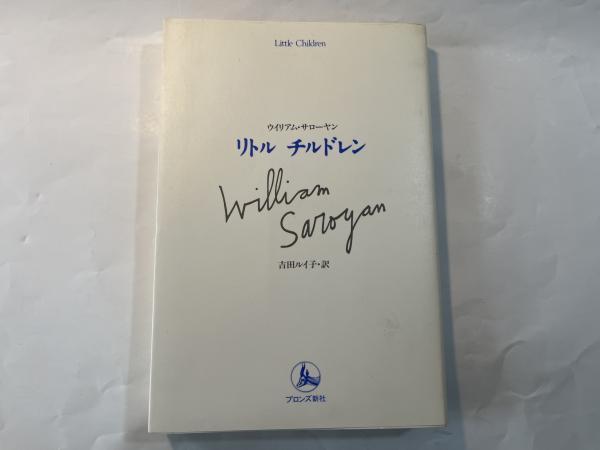 Little Children
ウイリアム・サローヤン
リトル チルドレン
William
Saroyan
吉田ルイ子・訳
ブロンズ新社